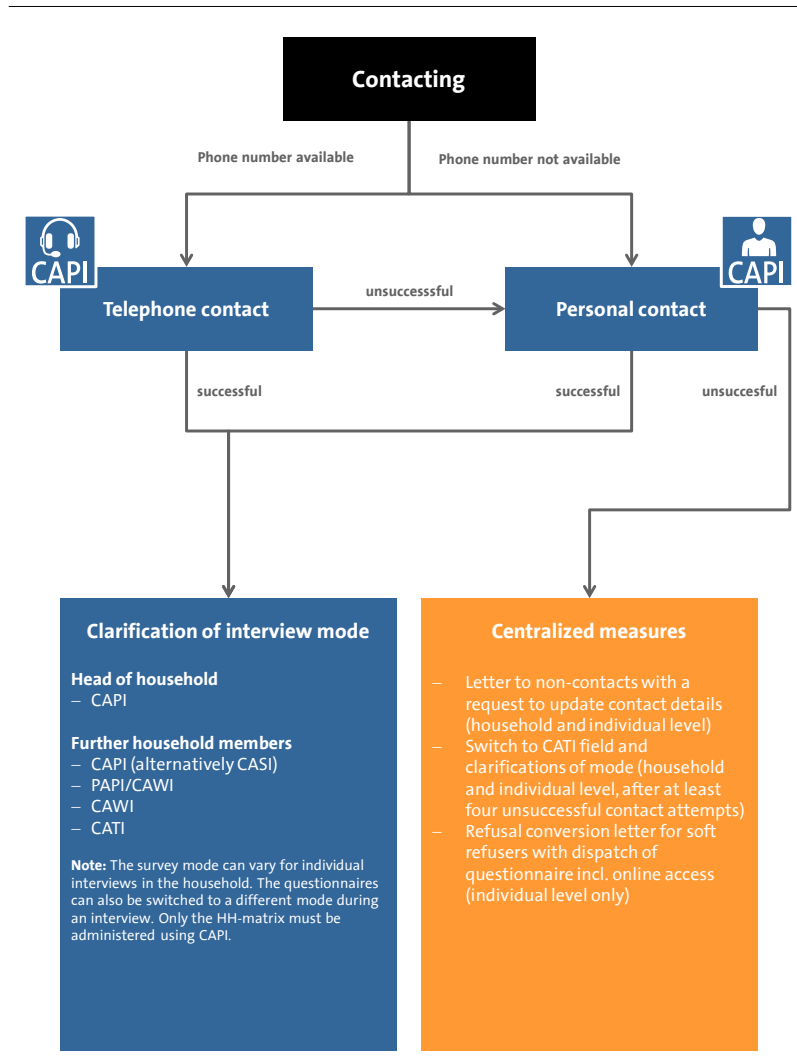 Contacting
Phone number available
Phone number not available
CAPI
CAPI
Telephone contact
unsuccesssful
Personal contact
successful
successful
unsuccesful
Clarification of interview mode
Head of household
– CAPI
Further household members
– CAPI (alternatively CASI)
– PAPI/CAWI
– CAWI
– CATI
Note: The survey mode can vary for individual
interviews in the household. The questionnaires
can also be switched to a different mode during
an interview. Only the HH-matrix must be
administered using CAPI.
Centralized measures
– Letter to non-contacts with a
request to update contact details
(household and individual level)
– Switch to CATI field and
clarifications of mode (household
and individual level, after at least
four unsuccessful contact attempts)
– Refusal conversion letter for soft
refusers with dispatch of
questionnaire incl. online access
(individual level only)